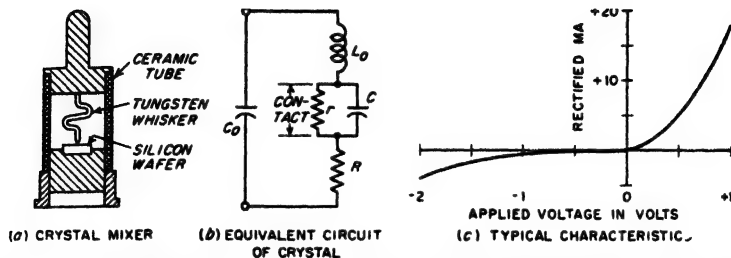 CERAMIC
TUBE
TUNGSTEN
WHISKER
SILICON
WAFER
(a) CRYSTAL MIXER
L0
C0
CON-
TACT
r
C
R
(b) EQUIVALENT CIRCUIT
OF CRYSTAL
RECTIFIED MA
+20
+10
-2
-1
0
+1
APPLIED VOLTAGE IN VOLTS
(c) TYPICAL CHARACTERISTIC